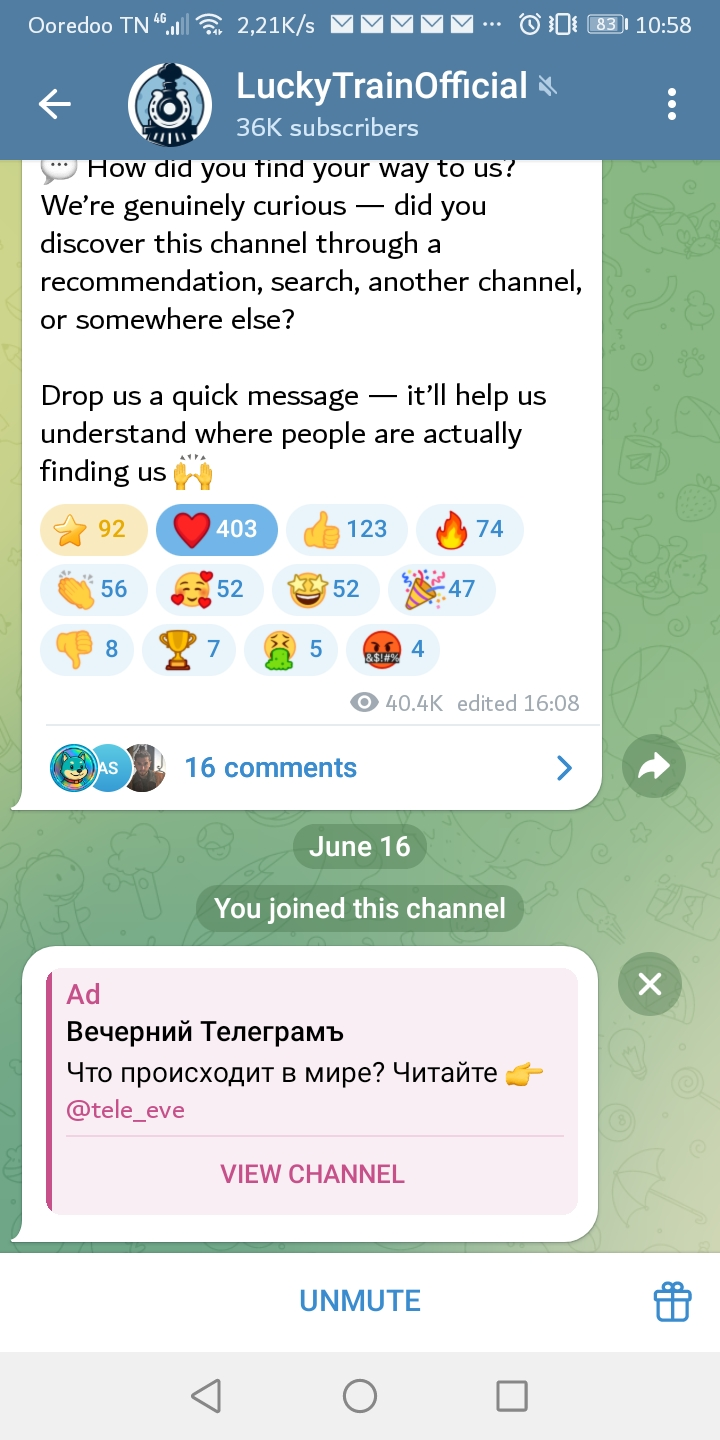 Ooredoo TN 4G 2,21K/s 83 10:58
LuckyTrainOfficial
36K subscribers
💬 How did you find your way to us?
We’re genuinely curious — did you
discover this channel through a
recommendation, search, another channel,
or somewhere else?
Drop us a quick message — it’ll help us
understand where people are actually
finding us 🙌
⭐ 92 ❤️ 403 👍 123 🔥 74
👏 56 🥰 52 🤩 52 🎉 47
👎 8 🏆 7 🤮 5 🤬 4
40.4K edited 16:08
AS 16 comments
June 16
You joined this channel
Ad
Вечерний Телеграмъ
Что происходит в мире? Читайте 👉
@tele_eve
VIEW CHANNEL
UNMUTE